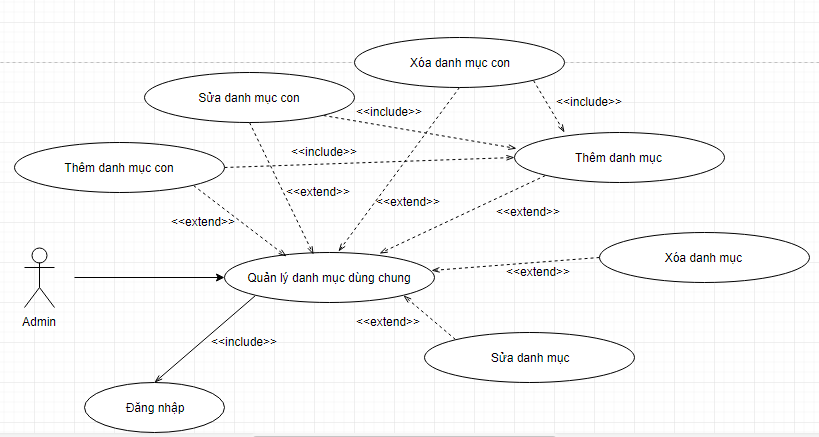 Xóa danh mục con
Sửa danh mục con
<<include>>
<<include>>
Thêm danh mục
<<include>>
Thêm danh mục con
<<extend>>
<<extend>>
<<extend>>
<<extend>>
Xóa danh mục
<<extend>>
Quản lý danh mục dùng chung
Admin
<<extend>>
<<include>>
Sửa danh mục
Đăng nhập